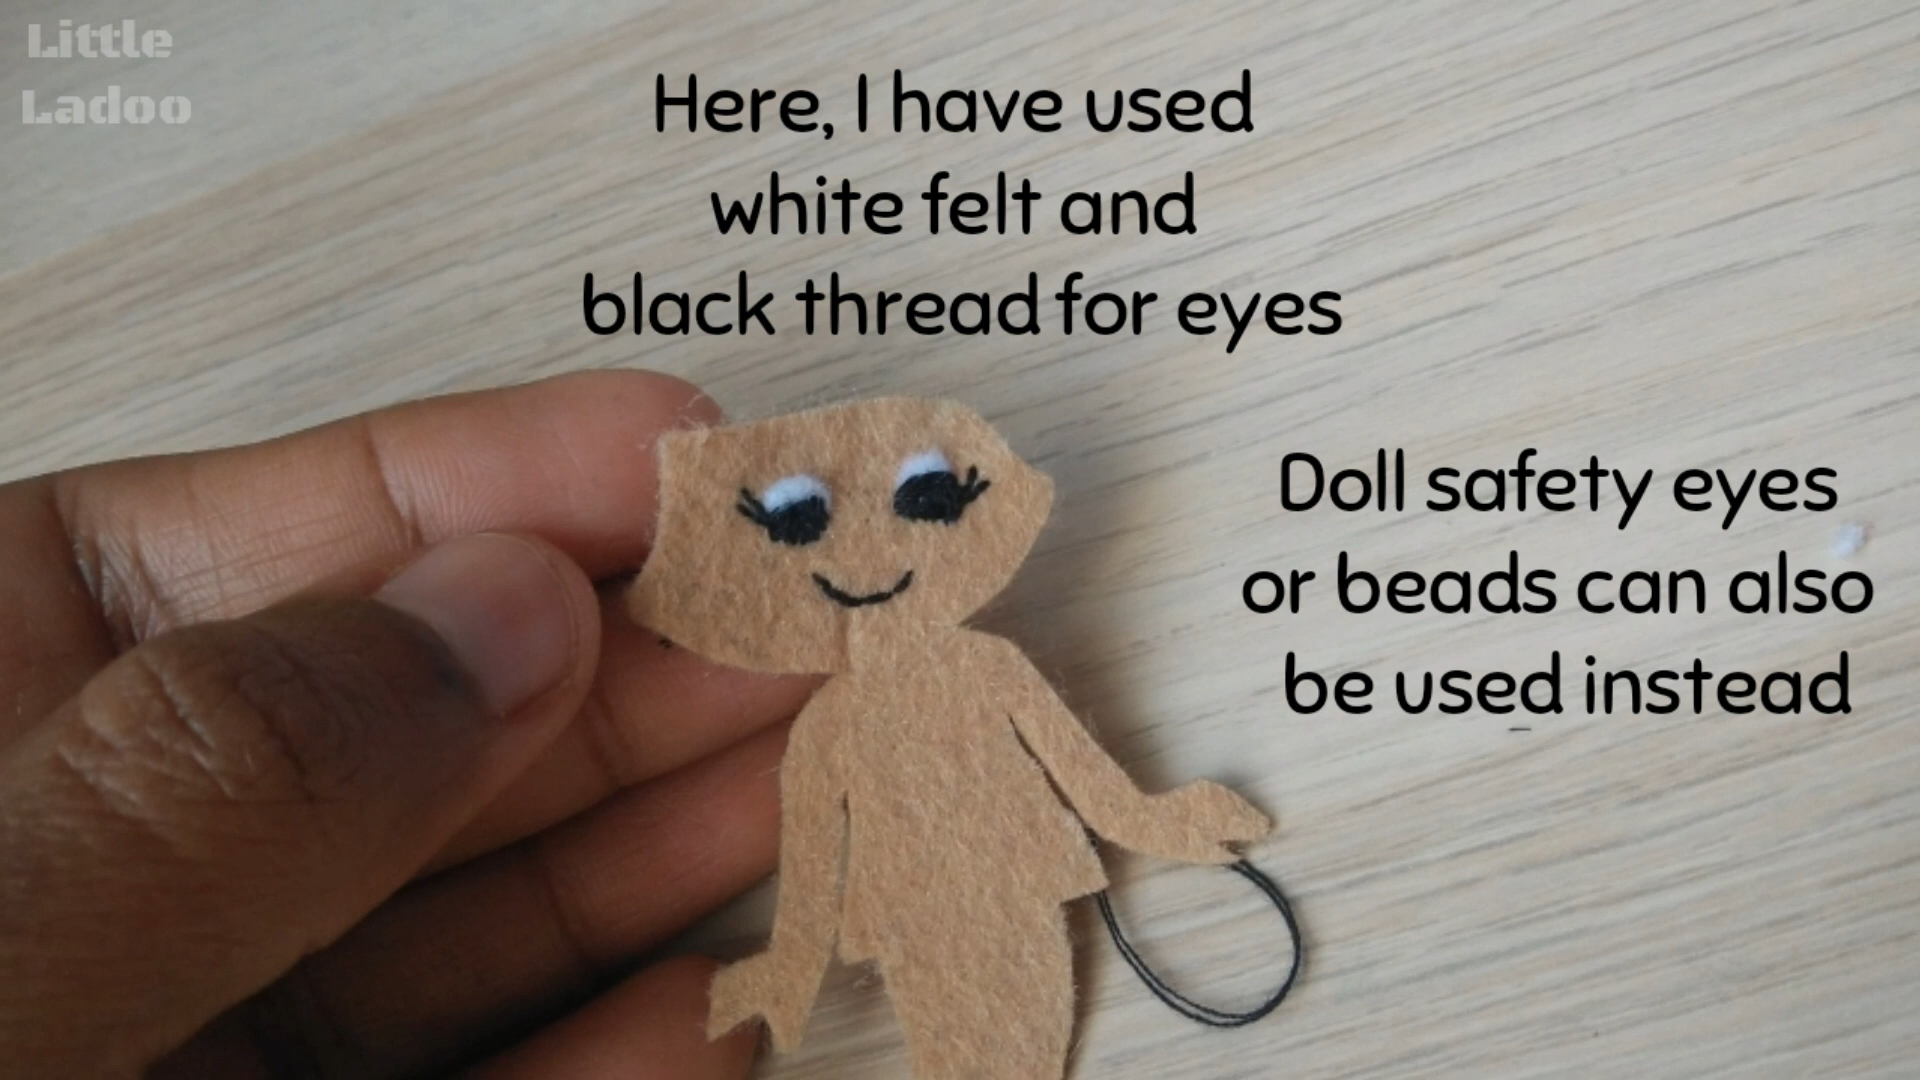 Little
Ladoo
Here, I have used
white felt and
black thread for eyes
Doll safety eyes
or beads can also
be used instead